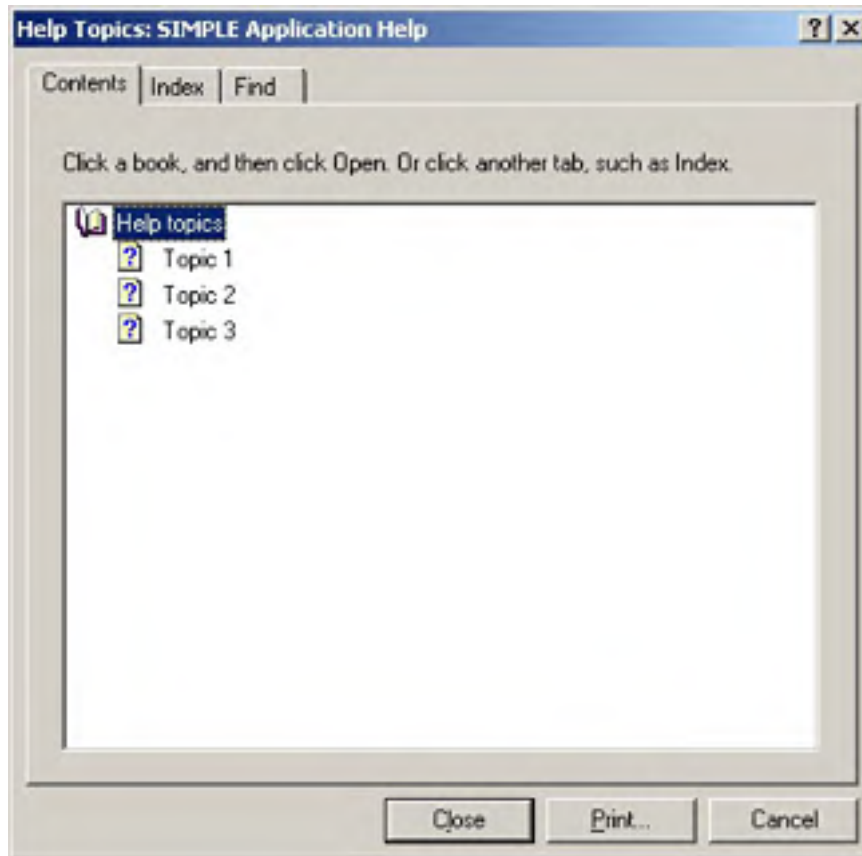 Help Topics: SIMPLE Application Help
Contents Index Find
Click a book, and then click Open. Or click another tab, such as Index.
Help topics
? Topic 1
? Topic 2
? Topic 3
Close Print... Cancel